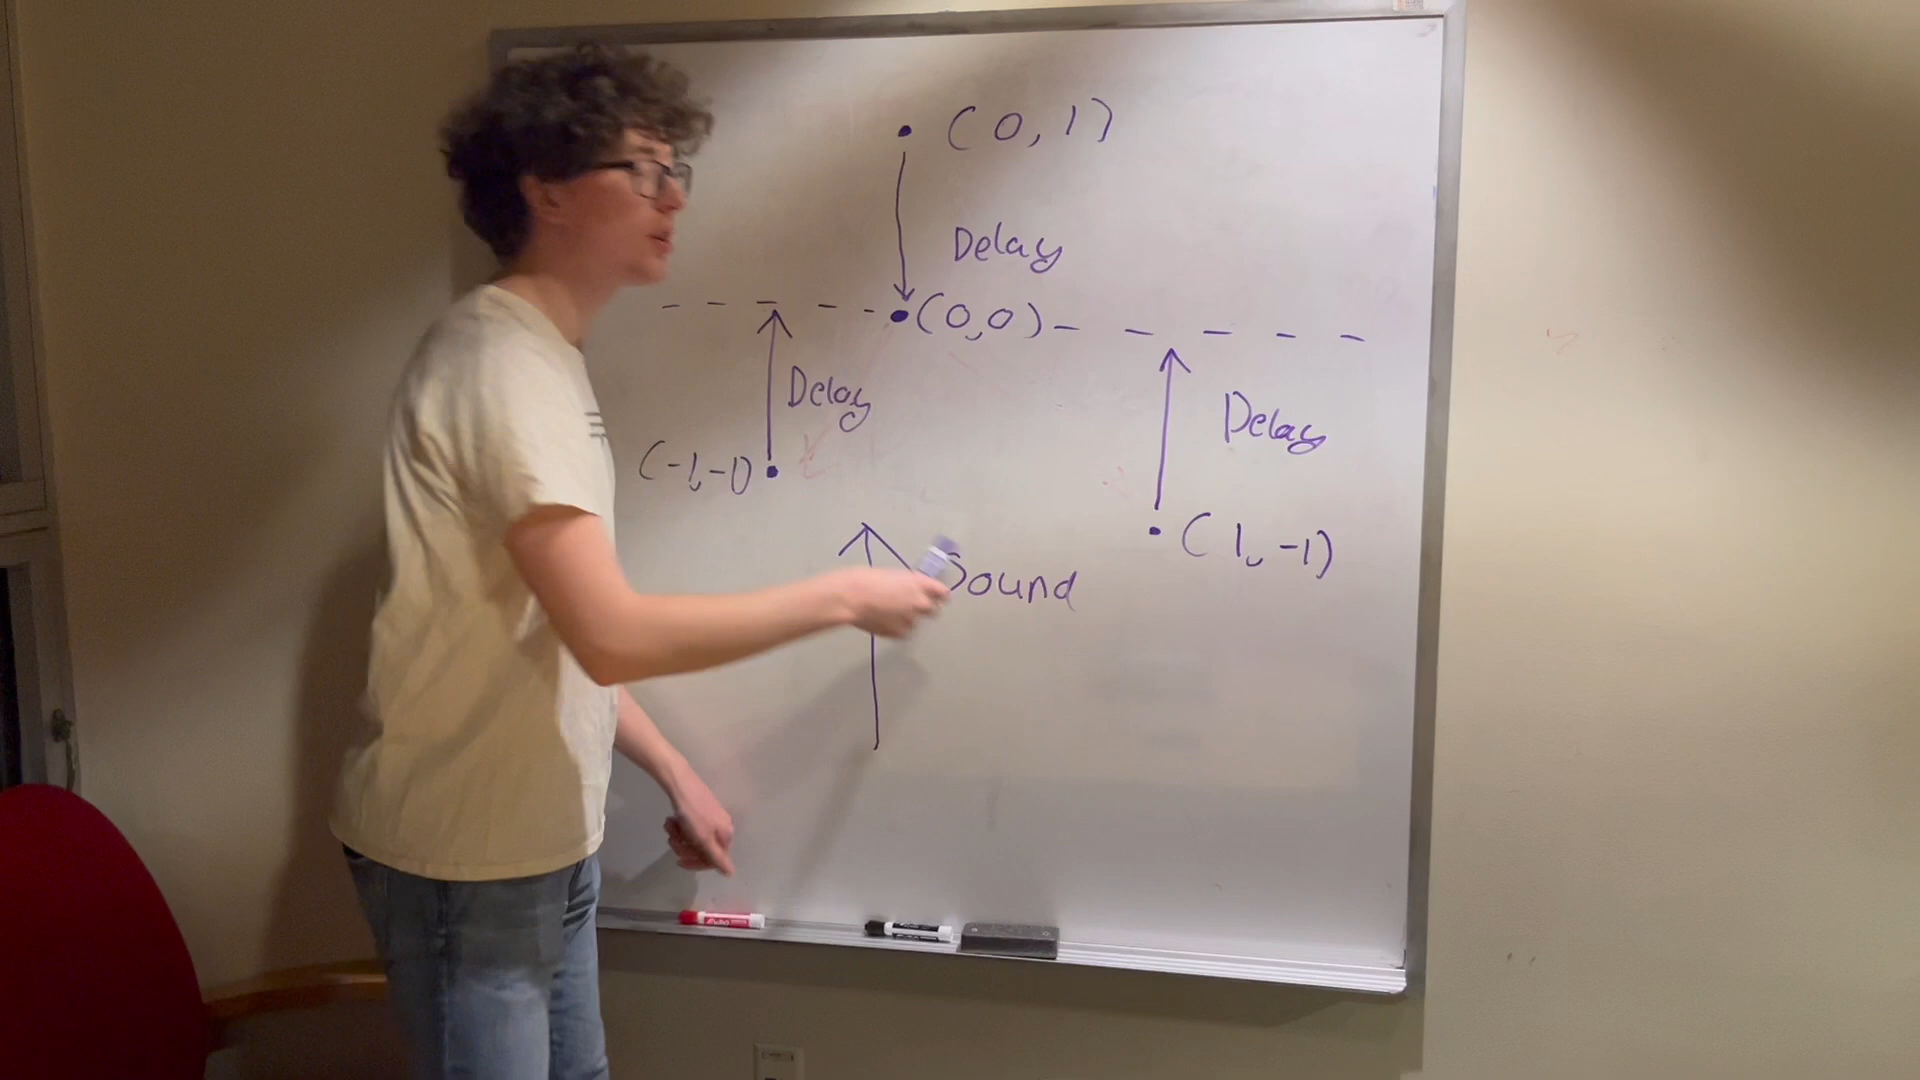 (0,1)
Delay
(0,0)
Delay
Delay
(-1,-1)
(1,-1)
Sound